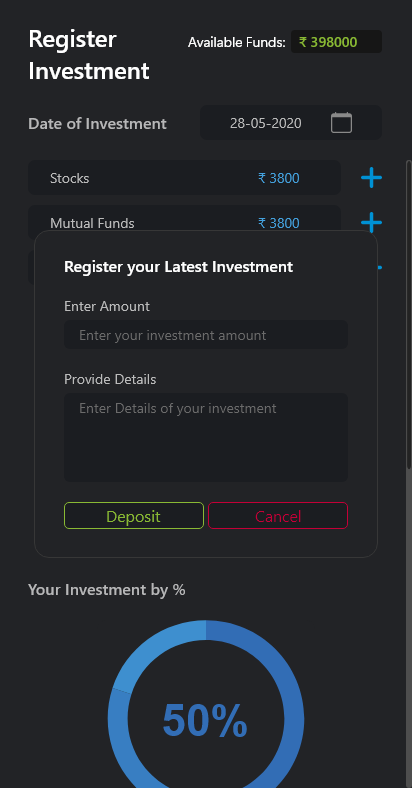 Register
Investment
Available Funds: ₹ 398000
Date of Investment
28-05-2020
Stocks ₹ 3800
Mutual Funds ₹ 3800
Register your Latest Investment
Enter Amount
Enter your investment amount
Provide Details
Enter Details of your investment
Deposit
Cancel
Your Investment by %
50%